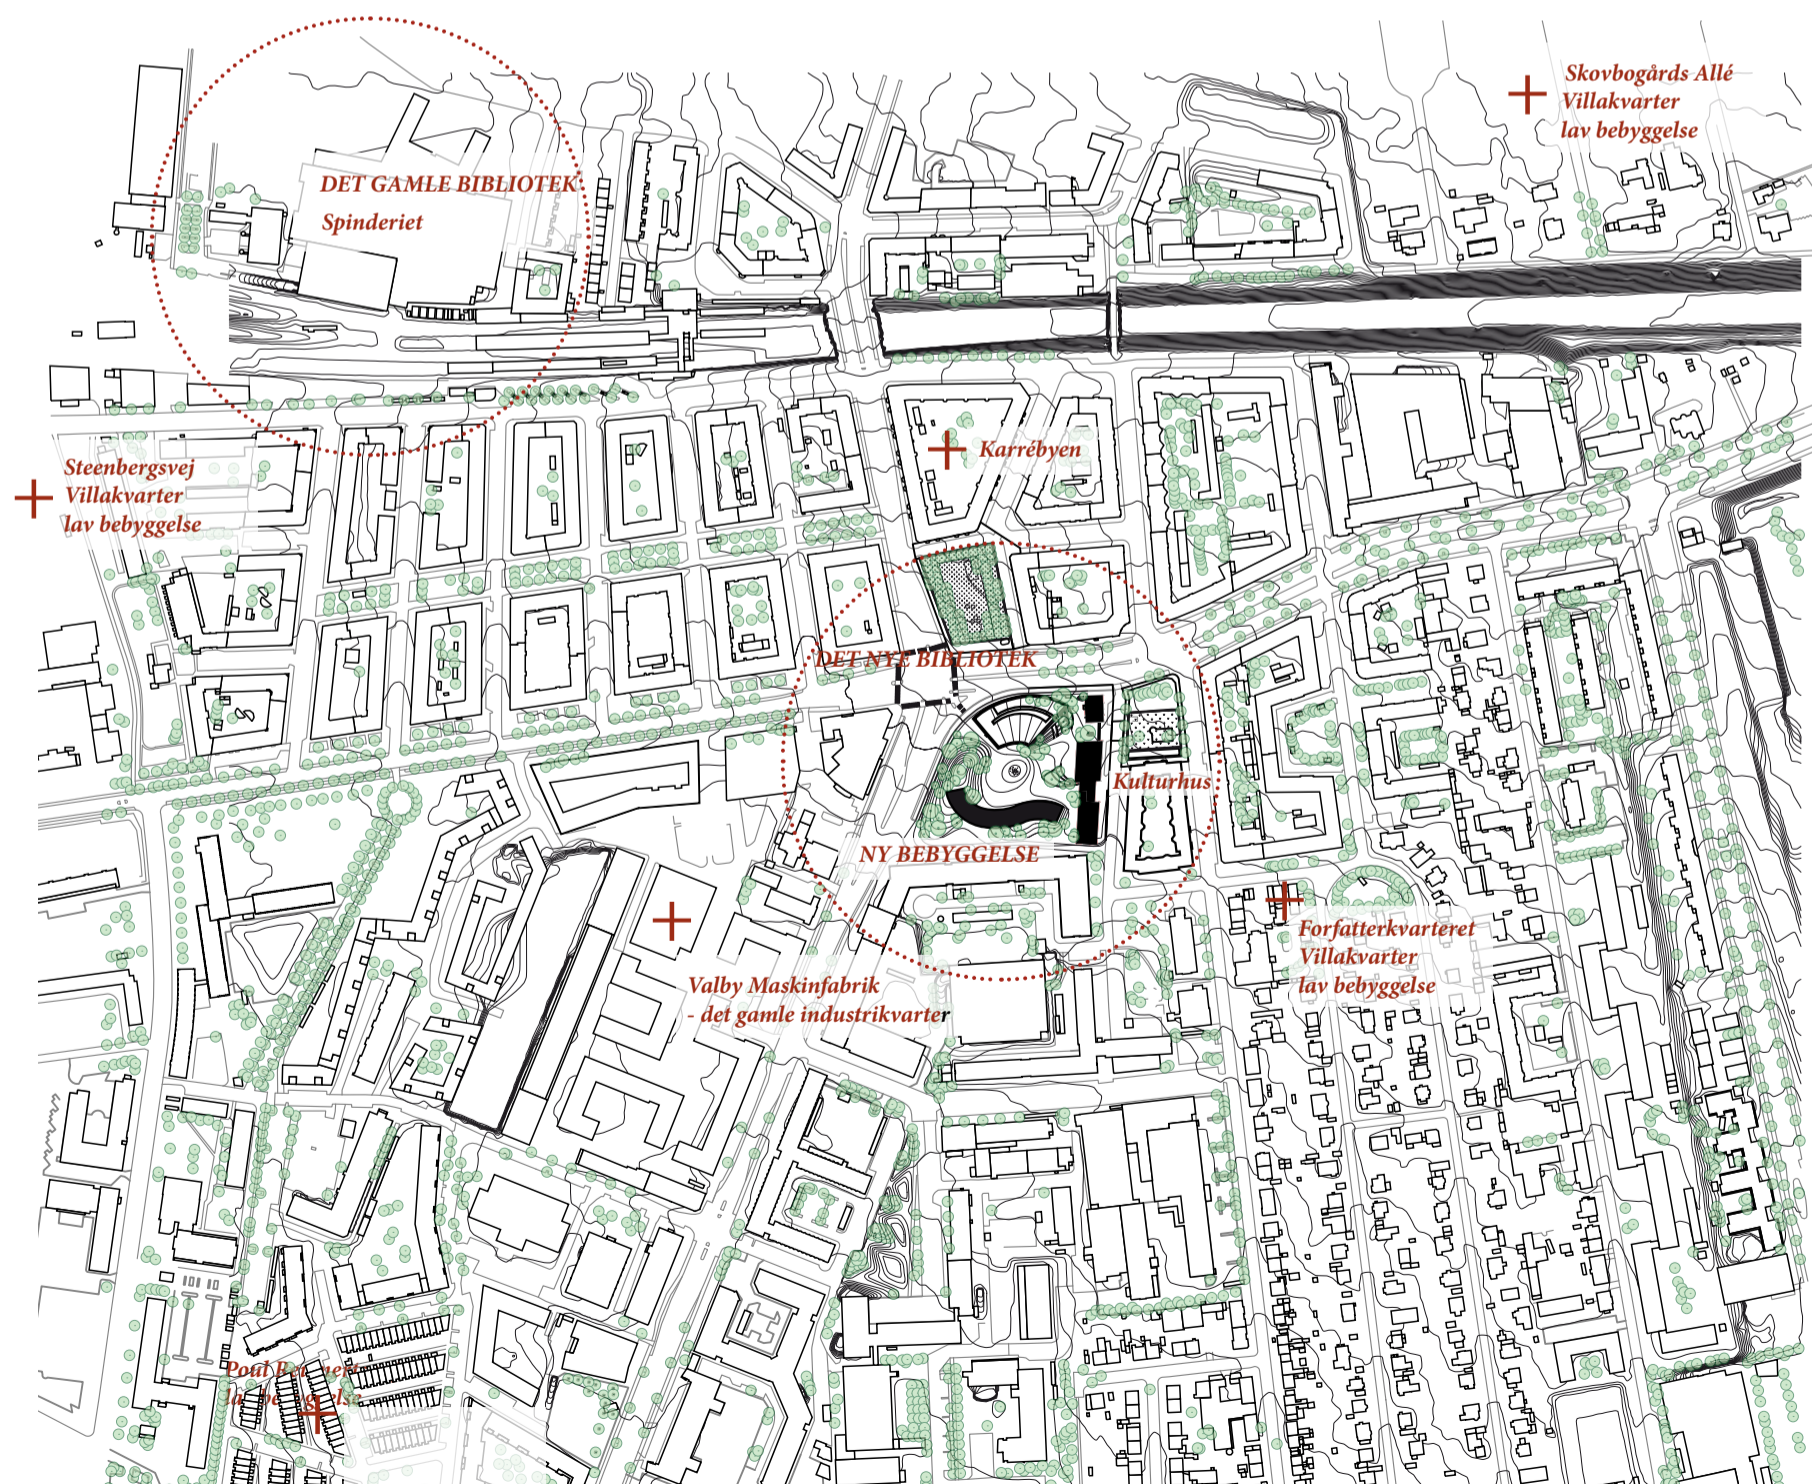 Skovbogårds Allé
Villakvarter
lav bebyggelse
DET GAMLE BIBLIOTEK
Spinderiet
Karrébyen
Steenbergsvej
Villakvarter
lav bebyggelse
DET NYE BIBLIOTEK
Kulturhus
NY BEBYGGELSE
Forfatterkvarteret
Villakvarter
lav bebyggelse
Valby Maskinfabrik
- det gamle industrikvarter
Poul